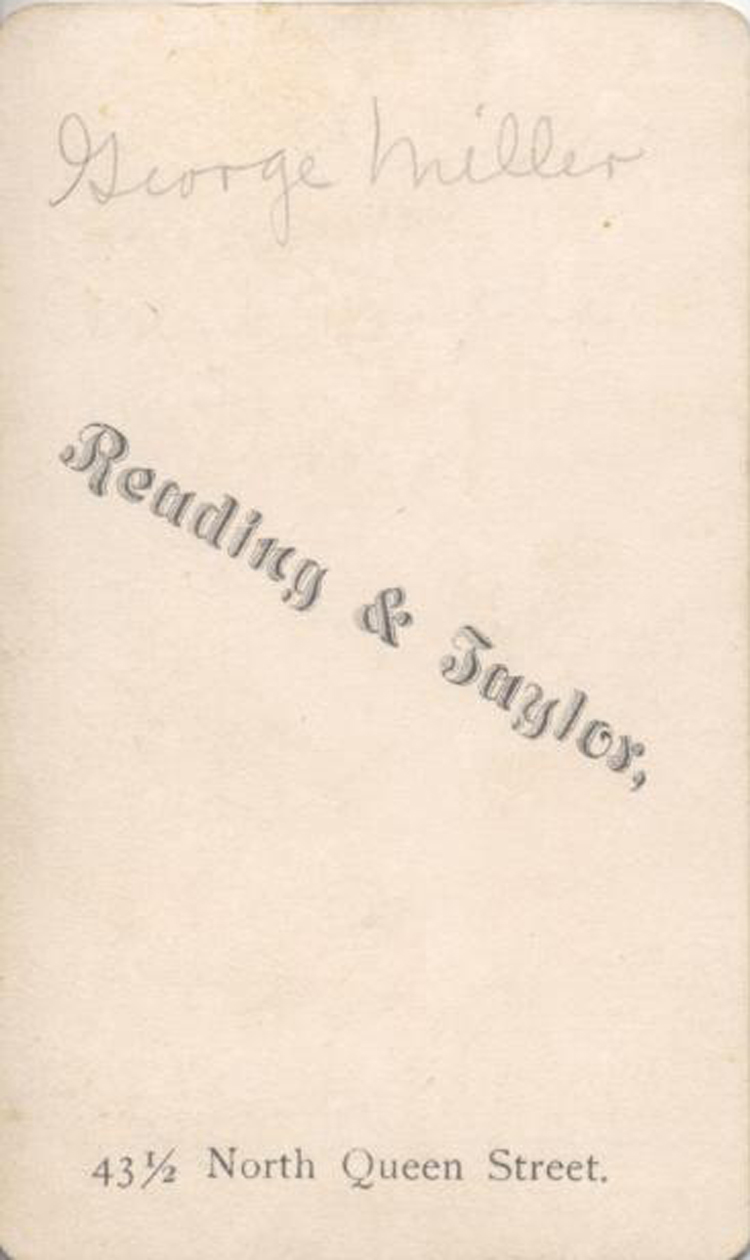 George Miller
Reading & Taylor,
43½ North Queen Street.